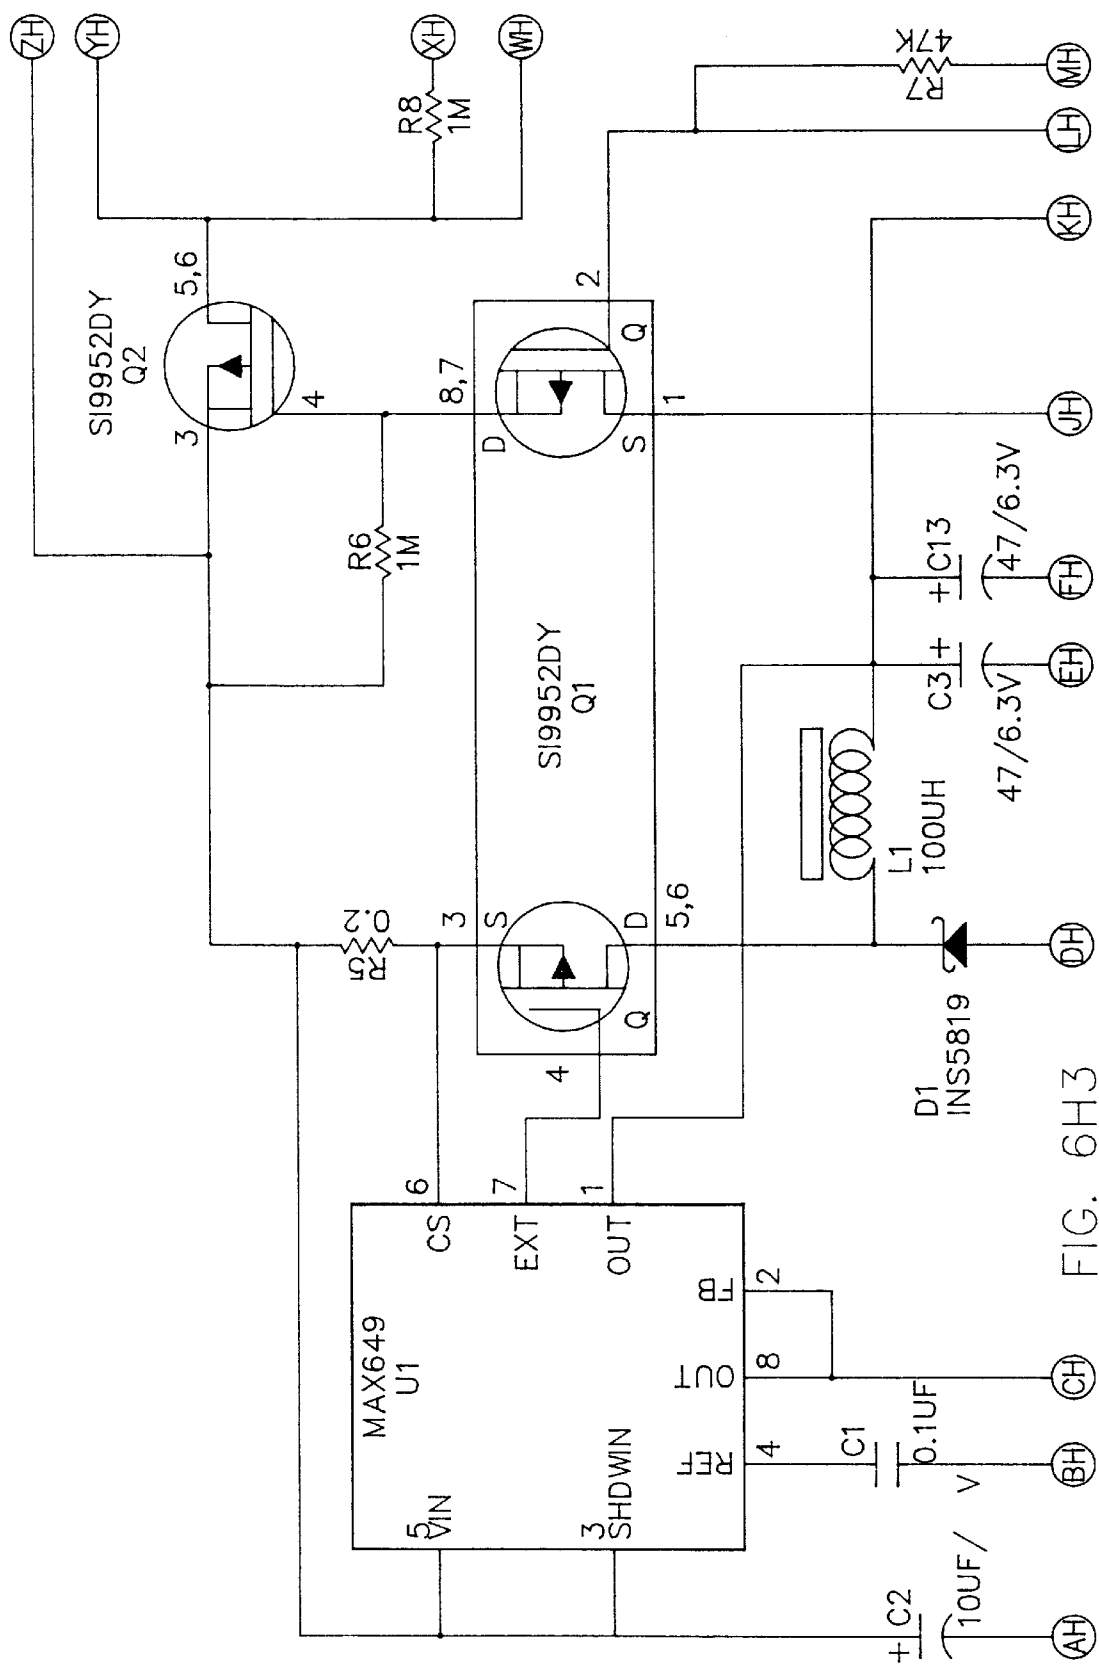 ZH
YH
XH
WH
R8
1M
SI9952DY
Q2
5,6
3
4
R6
1M
R7
47K
MH
LH
KH
JH
FH
EH
DH
CH
BH
AH
8,7
D
S
1
2
Q
SI9952DY
Q1
R5
0.2
3
S
D
5,6
Q
4
C13
+
47/6.3V
C3
+
47/6.3V
L1
100UH
D1
INS5819
MAX649
U1
5
VIN
3
SHDWIN
6
CS
7
EXT
1
OUT
FB
2
OUT
8
REF
4
C1
0.1UF
V
C2
+
10UF/
FIG. 6H3